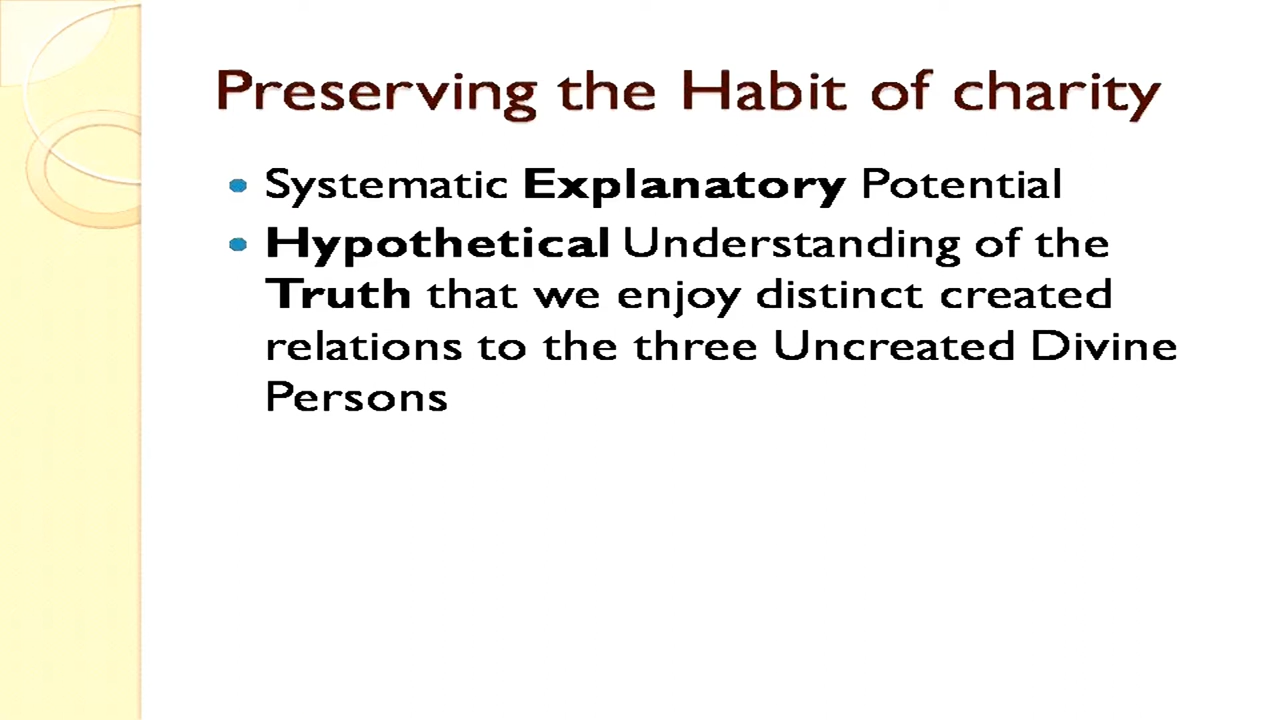 Preserving the Habit of charity
• Systematic Explanatory Potential
• Hypothetical Understanding of the
Truth that we enjoy distinct created
relations to the three Uncreated Divine
Persons